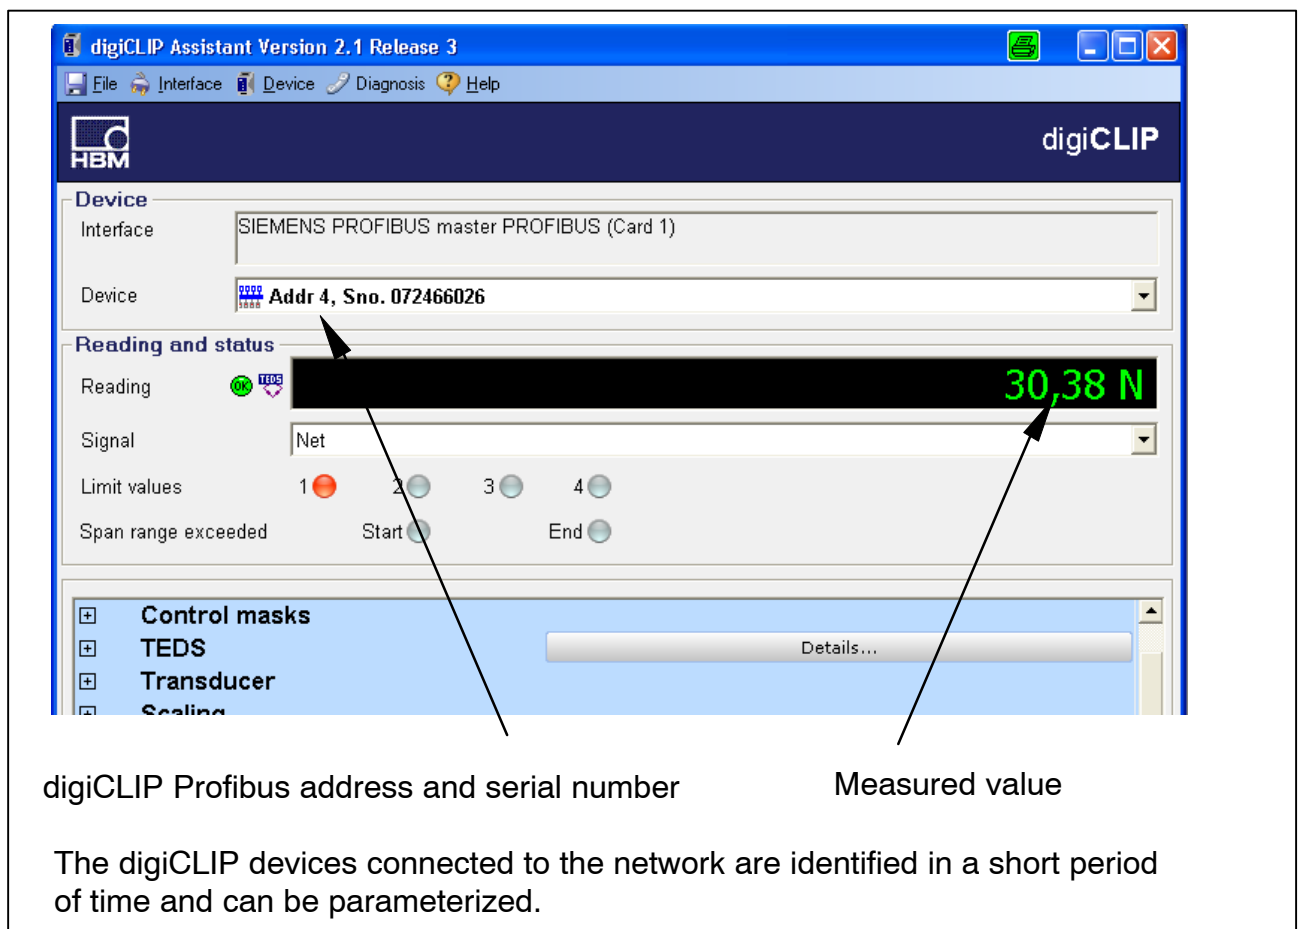 digiCLIP Assistant Version 2.1 Release 3
File Interface Device Diagnosis Help
HBM
digiCLIP
Device
Interface SIEMENS PROFIBUS master PROFIBUS (Card 1)
Device Addr 4, Sno. 072466026
Reading and status
Reading OK TEDS 30,38 N
Signal Net
Limit values 1 2 3 4
Span range exceeded Start End
Control masks
TEDS Details...
Transducer
Scaling
digiCLIP Profibus address and serial number
Measured value
The digiCLIP devices connected to the network are identified in a short period
of time and can be parameterized.